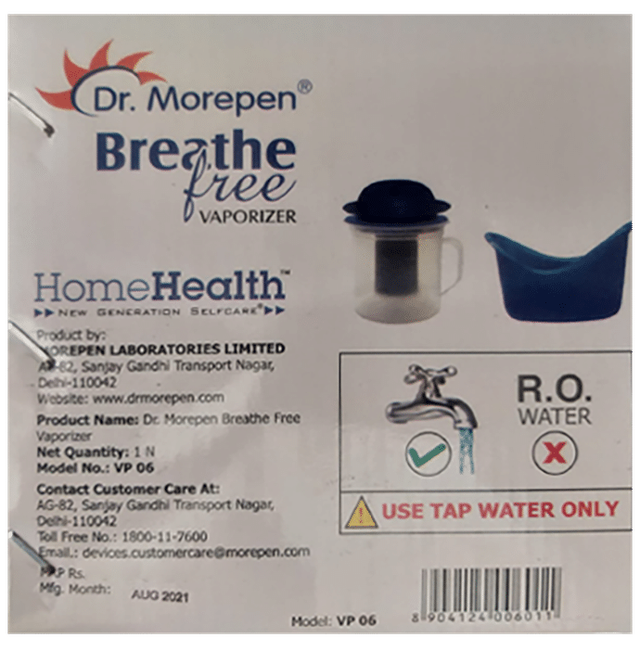 Dr. Morepen®
Breathe
free
VAPORIZER
HomeHealth™
NEW GENERATION SELFCARE®
Product by:
MOREPEN LABORATORIES LIMITED
AG-82, Sanjay Gandhi Transport Nagar,
Delhi-110042
Website: www.drmorepen.com
Product Name: Dr. Morepen Breathe Free
Vaporizer
Net Quantity: 1 N
Model No.: VP 06
Contact Customer Care At:
AG-82, Sanjay Gandhi Transport Nagar,
Delhi-110042
Toll Free No.: 1800-11-7600
Email.: devices.customercare@morepen.com
MRP Rs.
Mfg. Month: AUG 2021
R.O.
WATER
USE TAP WATER ONLY
Model: VP 06
8 904124 006011